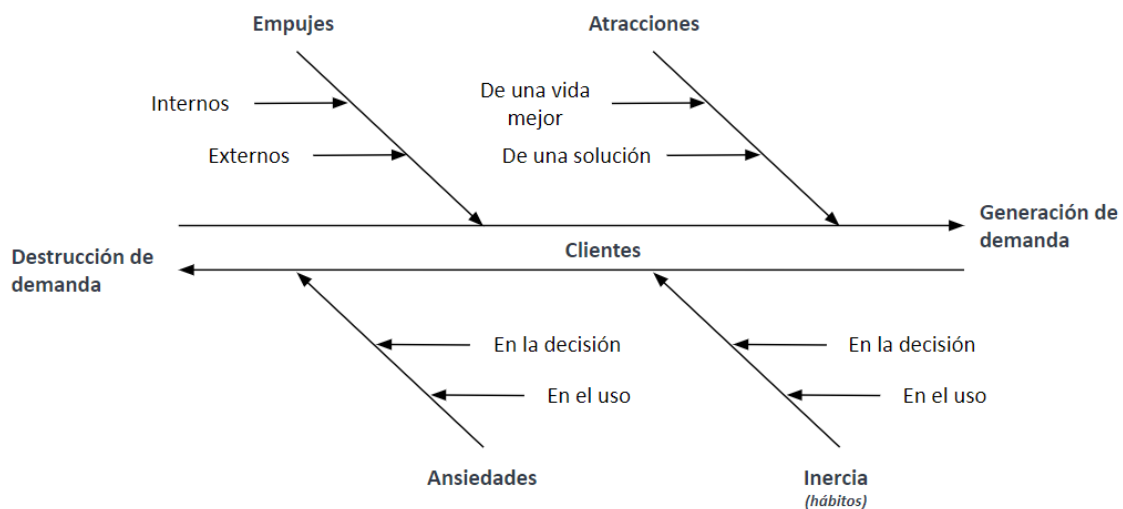 Empujes
Atracciones
Internos
De una vida
mejor
Externos
De una solución
Generación de
demanda
Clientes
Destrucción de
demanda
En la decisión
En la decisión
En el uso
En el uso
Ansiedades
Inercia
(hábitos)